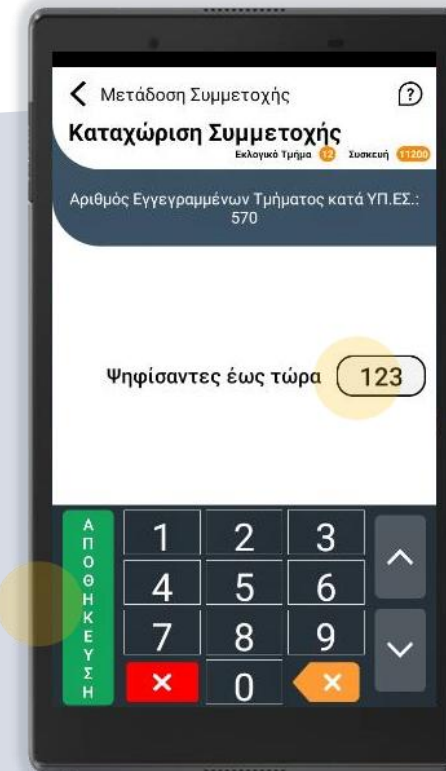 Μετάδοση Συμμετοχής
Καταχώριση Συμμετοχής
Εκλογικό Τμήμα 12 Συσκευή 11200
Αριθμός Εγγεγραμμένων Τμήματος κατά ΥΠ.ΕΣ.:
570
Ψηφίσαντες έως τώρα 123
ΑΠΟΘΗΚΕΥΣΗ
1 2 3
4 5 6
7 8 9
0